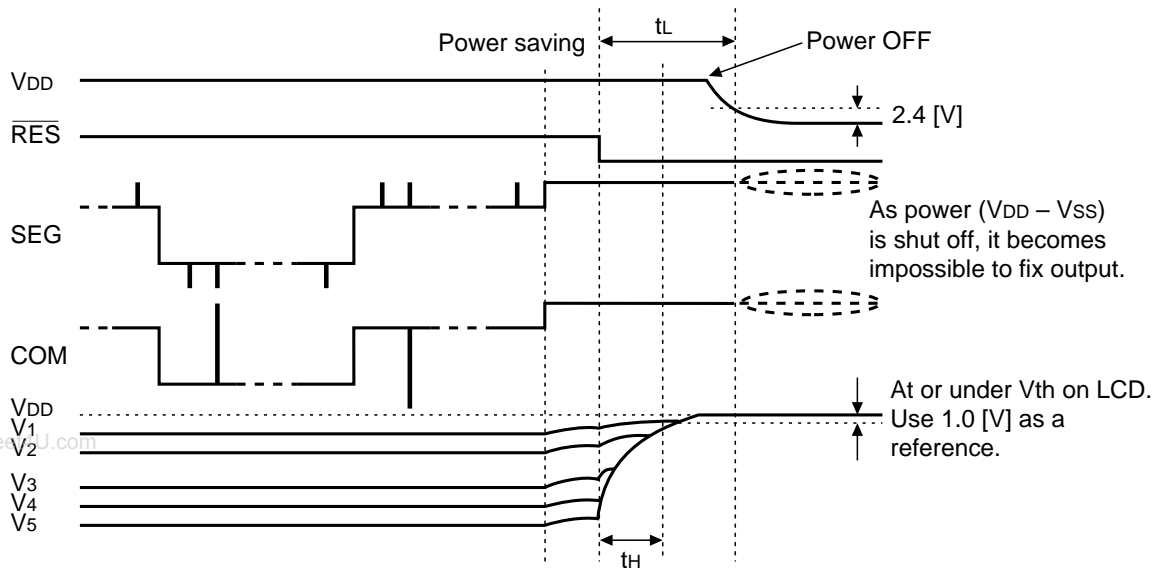 tL
Power saving
Power OFF
VDD
2.4 [V]
RES
SEG
As power (VDD – VSS)
is shut off, it becomes
impossible to fix output.
COM
At or under Vth on LCD.
Use 1.0 [V] as a
reference.
VDD
V1
U.com
V2
V3
V4
V5
tH